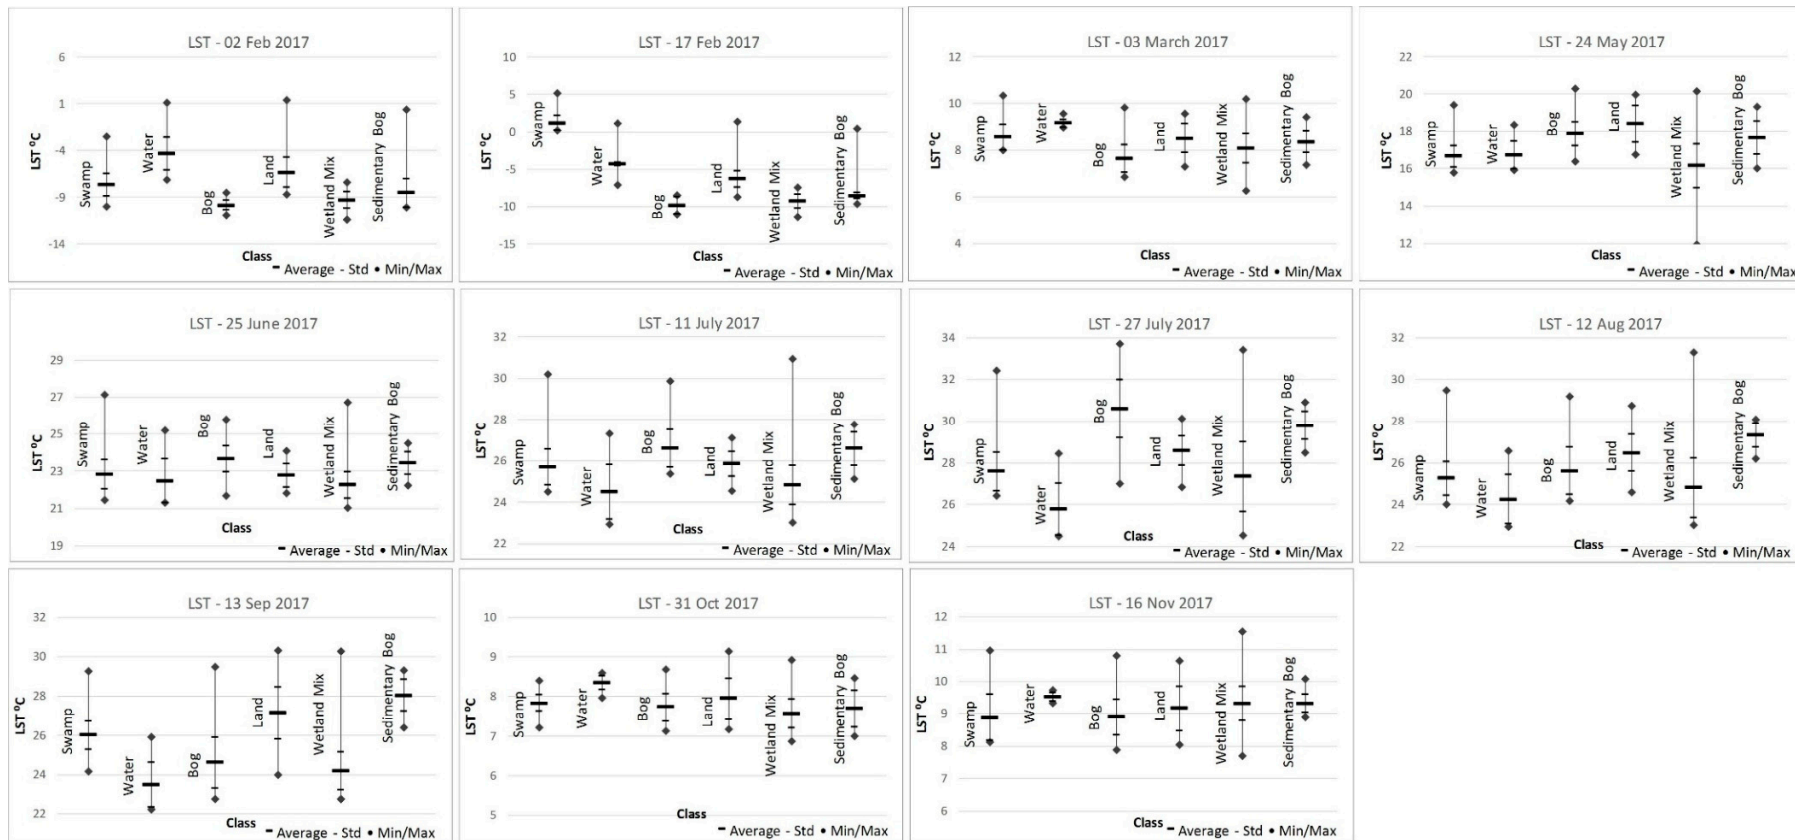 LST - 02 Feb 2017
6
1
-4
-9
-14
LST ⁰C
Swamp
Water
Bog
Land
Wetland Mix
Sedimentary Bog
Class
Average - Std • Min/Max
LST - 17 Feb 2017
10
5
0
-5
-10
-15
LST ⁰C
Swamp
Water
Bog
Land
Wetland Mix
Sedimentary Bog
Class
Average - Std • Min/Max
LST - 03 March 2017
12
10
8
6
4
LST ⁰C
Swamp
Water
Bog
Land
Wetland Mix
Sedimentary Bog
Class
Average - Std • Min/Max
LST - 24 May 2017
22
20
18
16
14
12
LST ⁰C
Swamp
Water
Bog
Land
Wetland Mix
Sedimentary Bog
Class
Average - Std • Min/Max
LST - 25 June 2017
29
27
25
23
21
19
LST ⁰C
Swamp
Water
Bog
Land
Wetland Mix
Sedimentary Bog
Class
Average - Std • Min/Max
LST - 11 July 2017
32
30
28
26
24
22
LST ⁰C
Swamp
Water
Bog
Land
Wetland Mix
Sedimentary Bog
Class
Average - Std • Min/Max
LST - 27 July 2017
34
32
30
28
26
24
LST ⁰C
Swamp
Water
Bog
Land
Wetland Mix
Sedimentary Bog
Class
Average - Std • Min/Max
LST - 12 Aug 2017
32
30
28
26
24
22
LST ⁰C
Swamp
Water
Bog
Land
Wetland Mix
Sedimentary Bog
Class
Average - Std • Min/Max
LST - 13 Sep 2017
32
30
28
26
24
22
LST ⁰C
Swamp
Water
Bog
Land
Wetland Mix
Sedimentary Bog
Class
Average - Std • Min/Max
LST - 31 Oct 2017
10
9
8
7
6
5
LST ⁰C
Swamp
Water
Bog
Land
Wetland Mix
Sedimentary Bog
Class
Average - Std • Min/Max
LST - 16 Nov 2017
12
11
10
9
8
7
6
LST ⁰C
Swamp
Water
Bog
Land
Wetland Mix
Sedimentary Bog
Class
Average - Std • Min/Max